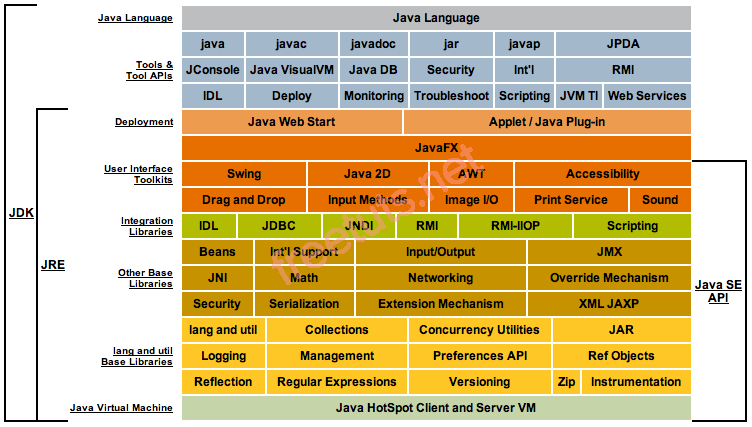 Java Language Java Language
java javac javadoc jar javap JPDA
Tools &
Tool APIs
JConsole Java VisualVM Java DB Security Int'l RMI
IDL Deploy Monitoring Troubleshoot Scripting JVM TI Web Services
Deployment Java Web Start Applet / Java Plug-in
JavaFX
User Interface
Toolkits
Swing Java 2D AWT Accessibility
Drag and Drop Input Methods Image I/O Print Service Sound
Integration
Libraries
IDL JDBC JNDI RMI RMI-IIOP Scripting
JDK
JRE
Beans Int'l Support Input/Output JMX
Other Base
Libraries
JNI Math Networking Override Mechanism
Security Serialization Extension Mechanism XML JAXP
Java SE
API
lang and util Collections Concurrency Utilities JAR
lang and util
Base Libraries
Logging Management Preferences API Ref Objects
Reflection Regular Expressions Versioning Zip Instrumentation
Java Virtual Machine Java HotSpot Client and Server VM
freetuts.net